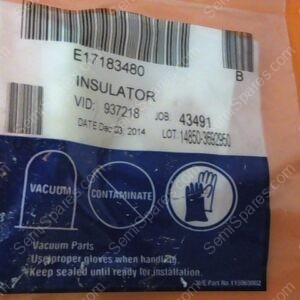 E17183480
B
INSULATOR
VID: 937218 JOB: 43491
DATE Dec 03, 2014 LOT: 14850-3692950
VACUUM
CONTAMINATE
Vacuum Parts
Use proper gloves when handling.
Keep sealed until ready for installation.
SemiSpares.com